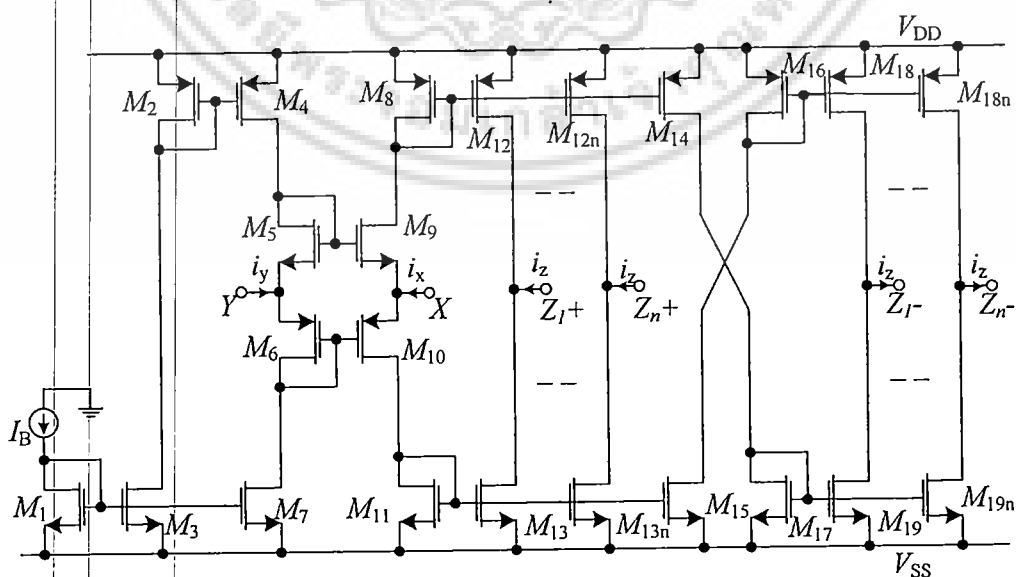 V_DD
M_2
M_4
M_8
M_12
M_12n
M_14
M_16
M_18
M_18n
M_5
M_9
i_y
i_x
Y
X
i_z
Z_1+
i_z
Z_n+
i_z
Z_1-
i_z
Z_n-
M_6
M_10
I_B
M_1
M_3
M_7
M_11
M_13
M_13n
M_15
M_17
M_19
M_19n
V_SS